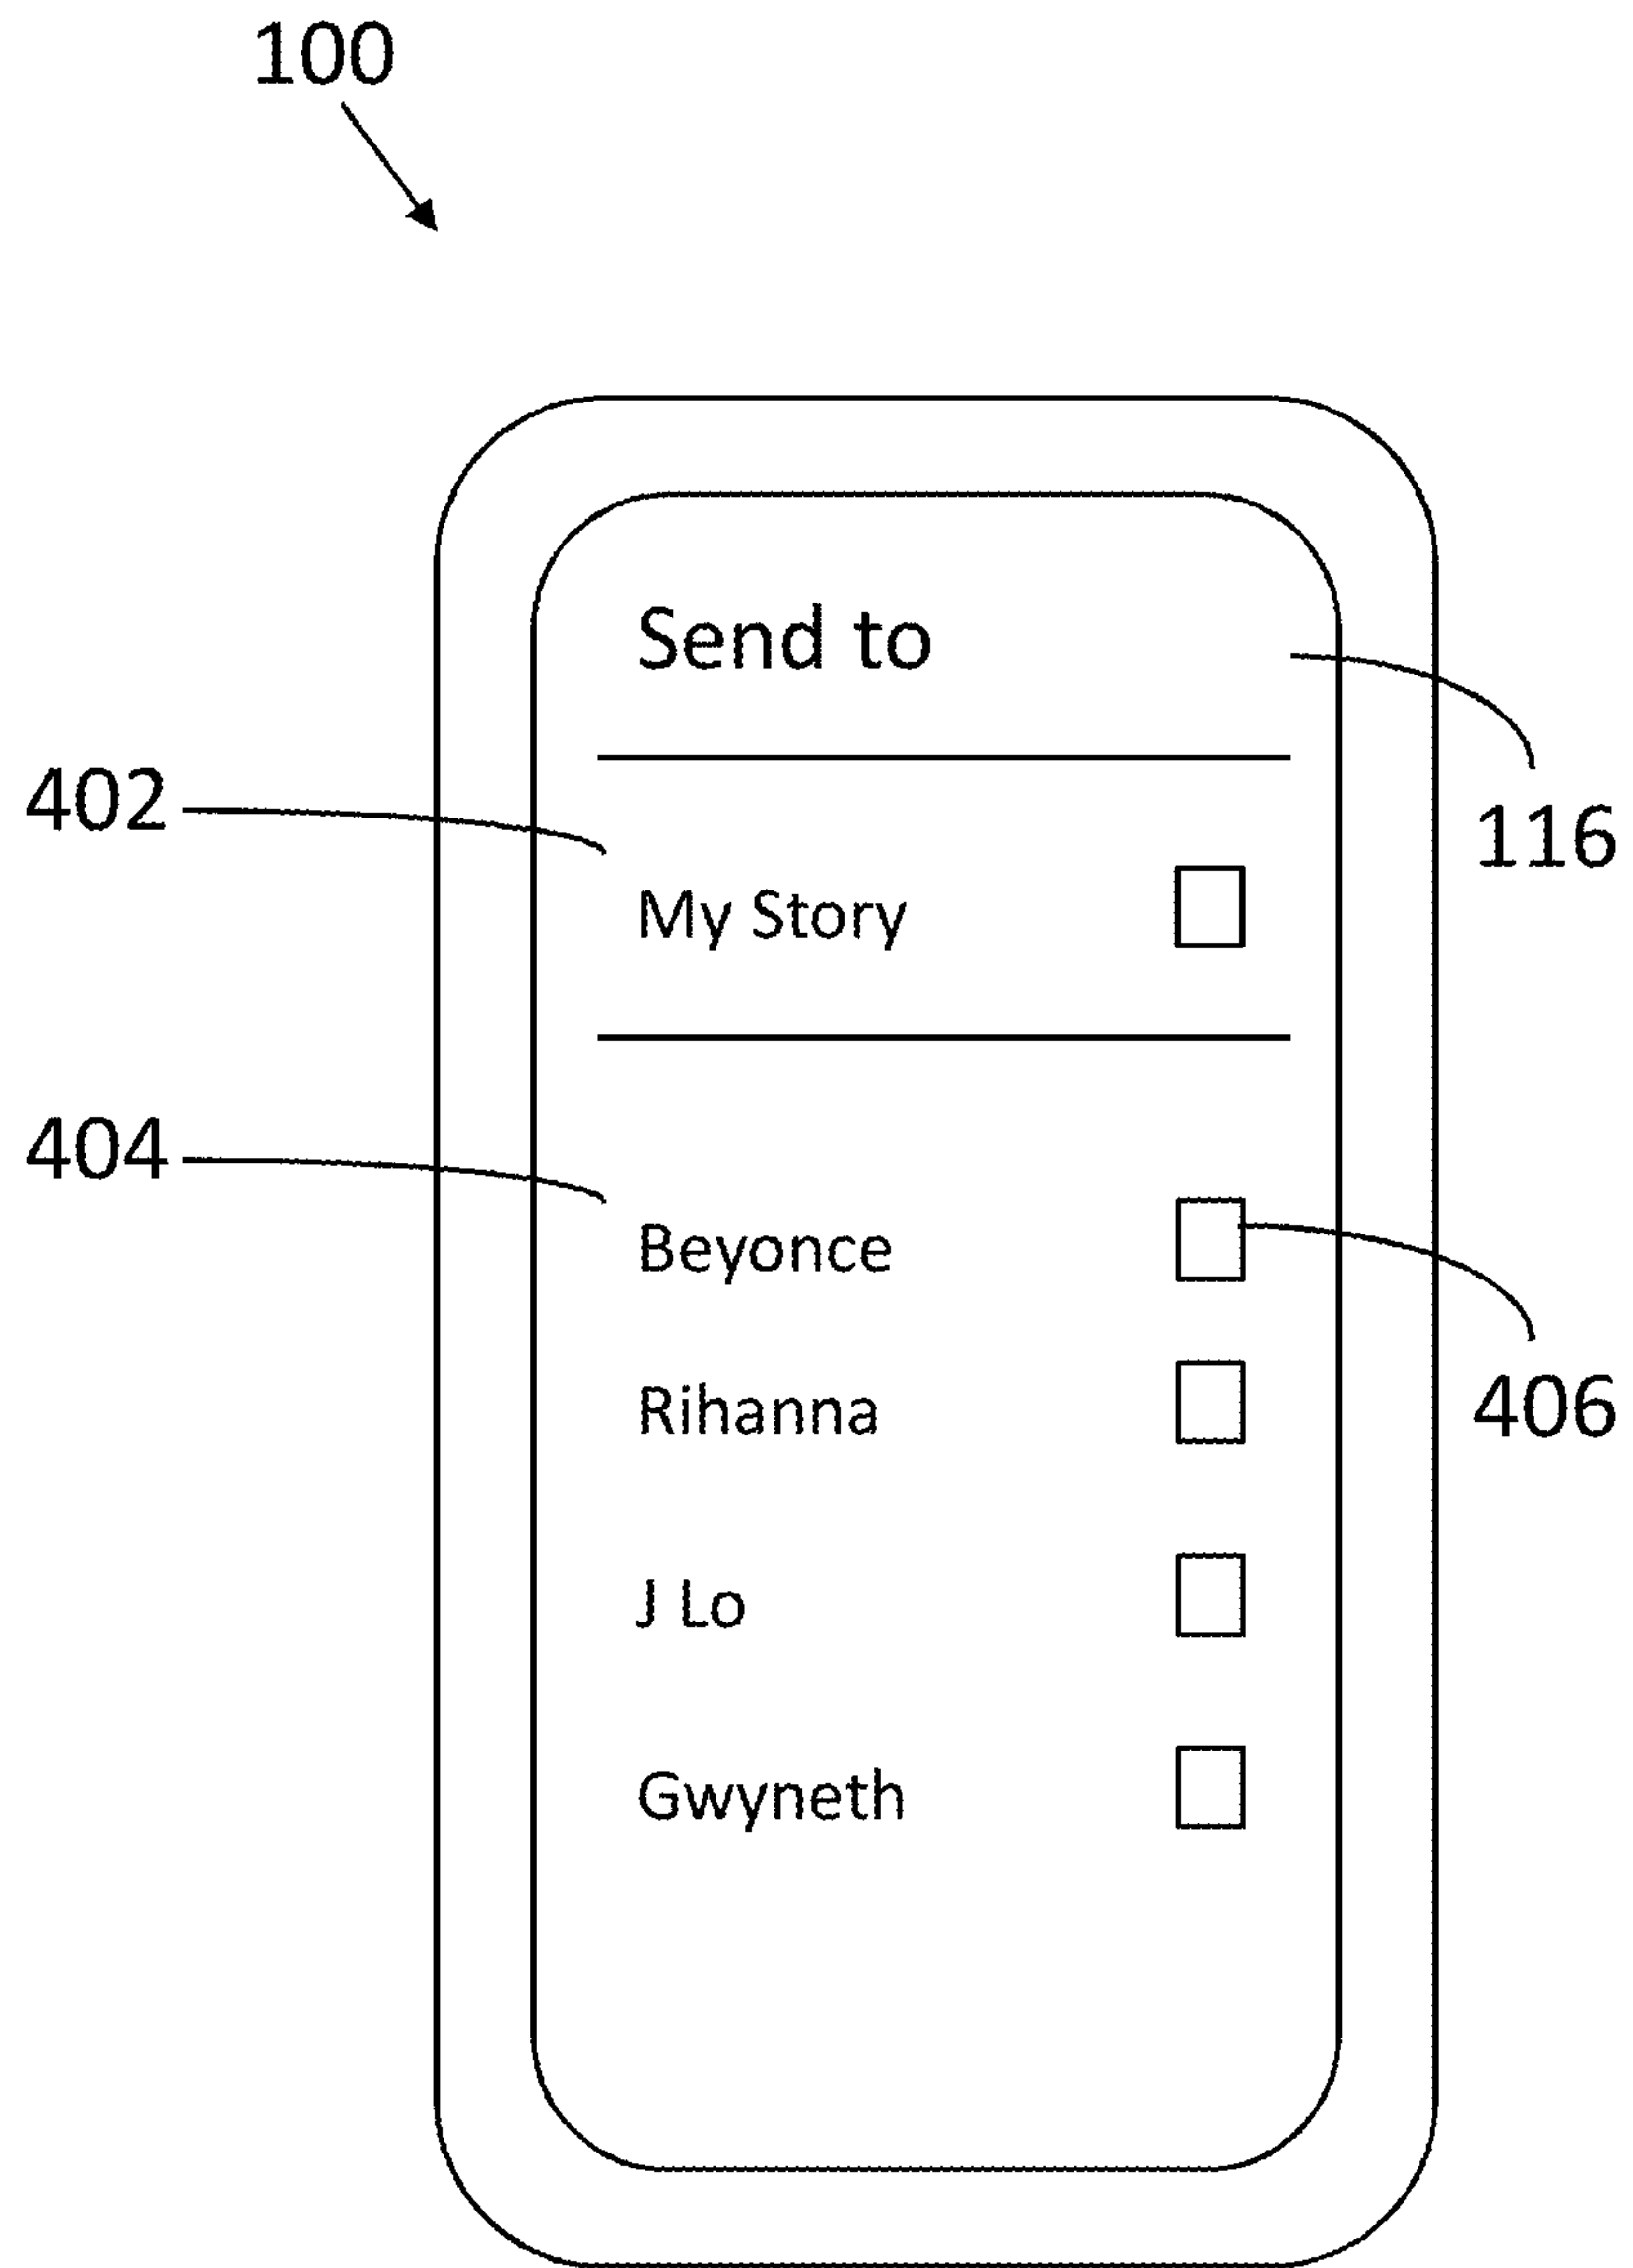 100
Send to
116
402
My Story
404
Beyonce
406
Rihanna
J Lo
Gwyneth